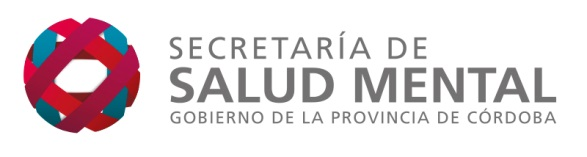 SECRETARÍA DE
SALUD MENTAL
GOBIERNO DE LA PROVINCIA DE CÓRDOBA